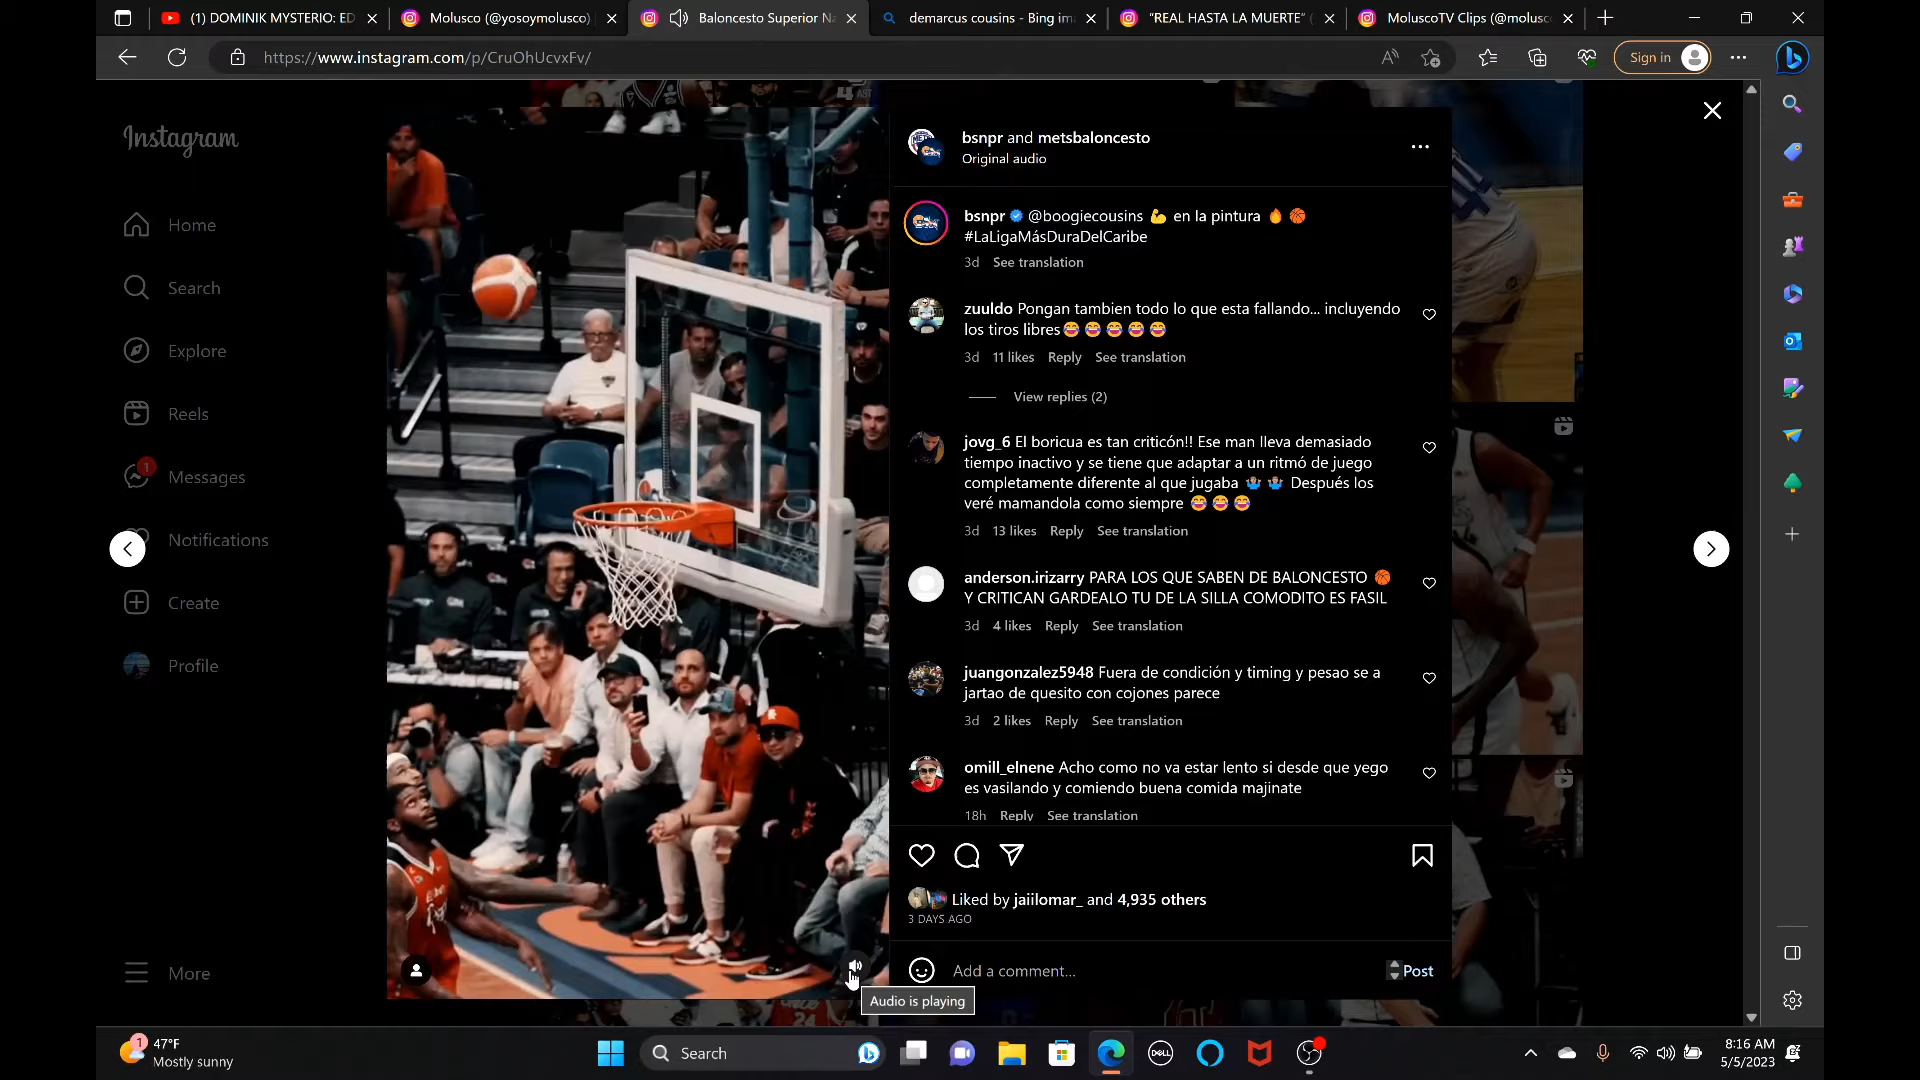 (1) DOMINIK MYSTERIO: ED
Molusco (@yosoymolusco)
Baloncesto Superior Na
demarcus cousins - Bing im
"REAL HASTA LA MUERTE" (
MoluscoTV Clips (@molusc
https://www.instagram.com/p/CruOhUcvxFv/
Sign in
Instagram
Home
Search
Explore
Reels
1
Messages
Notifications
Create
Profile
More
4 AST
bsnpr and metsbaloncesto
Original audio
bsnpr @boogiecousins 💪 en la pintura 🔥 🏀
#LaLigaMásDuraDelCaribe
3d See translation
zuuldo Pongan tambien todo lo que esta fallando... incluyendo
los tiros libres😂 😂 😂 😂 😂
3d 11 likes Reply See translation
View replies (2)
jovg_6 El boricua es tan criticón!! Ese man lleva demasiado
tiempo inactivo y se tiene que adaptar a un ritmó de juego
completamente diferente al que jugaba 🤷🏽‍♂️ 🤷🏽‍♂️ Después los
veré mamandola como siempre 😂 😂 😂
3d 13 likes Reply See translation
anderson.irizarry PARA LOS QUE SABEN DE BALONCESTO 🏀
Y CRITICAN GARDEALO TU DE LA SILLA COMODITO ES FASIL
3d 4 likes Reply See translation
juangonzalez5948 Fuera de condición y timing y pesao se a
jartao de quesito con cojones parece
3d 2 likes Reply See translation
omill_elnene Acho como no va estar lento si desde que yego
es vasilando y comiendo buena comida majinate
18h Reply See translation
Liked by jaiilomar_ and 4,935 others
3 DAYS AGO
Add a comment...
Post
Audio is playing
1
47°F
Mostly sunny
Search
DELL
8:16 AM
5/5/2023